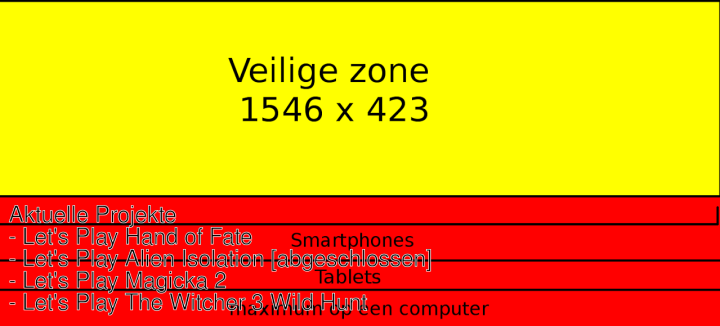 Veilige zone
1546 x 423
Aktuelle Projekte
- Let's Play Hand of Fate
Smartphones
- Let's Play Alien Isolation [abgeschlossen]
Tablets
- Let's Play Magicka 2
- Let's Play The Witcher 3 Wild Hunt
maximum op een computer